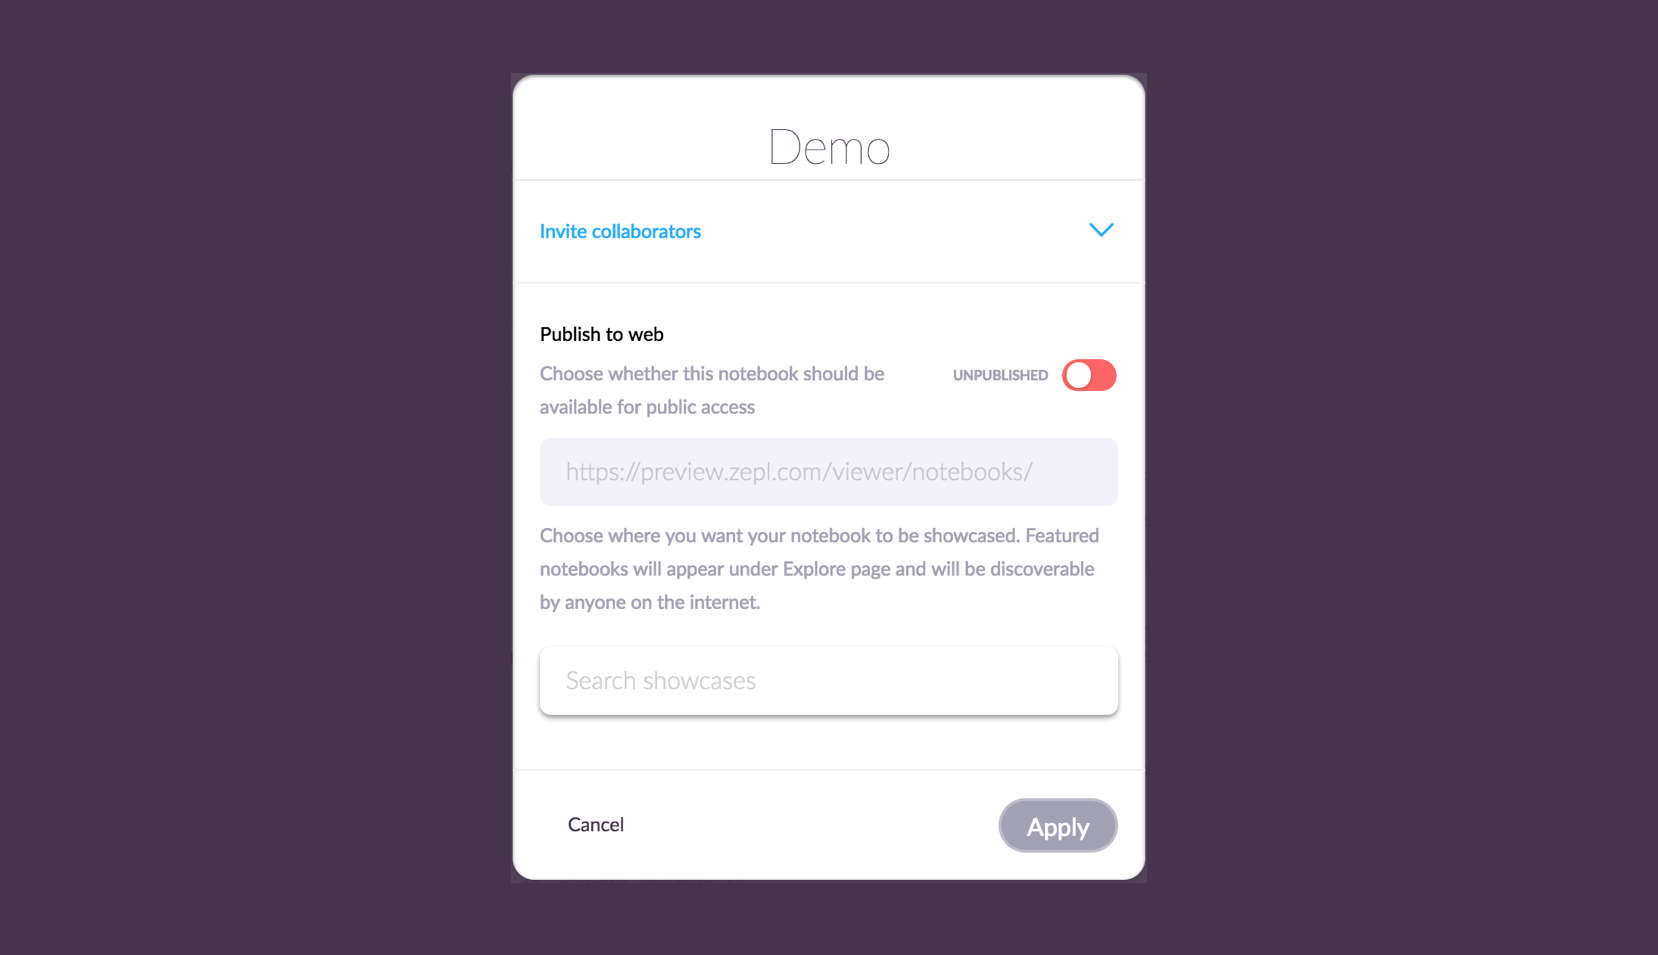 Demo
Invite collaborators
Publish to web
Choose whether this notebook should be
available for public access
UNPUBLISHED
https://preview.zepl.com/viewer/notebooks/
Choose where you want your notebook to be showcased. Featured
notebooks will appear under Explore page and will be discoverable
by anyone on the internet.
Search showcases
Cancel
Apply